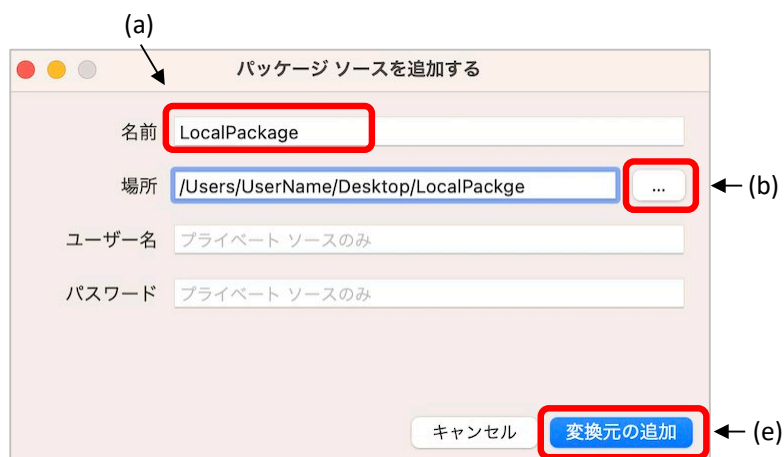 (a)
パッケージ ソースを追加する
名前 LocalPackage
場所 /Users/UserName/Desktop/LocalPackge ... (b)
ユーザー名 プライベート ソースのみ
パスワード プライベート ソースのみ
キャンセル 変換元の追加 (e)